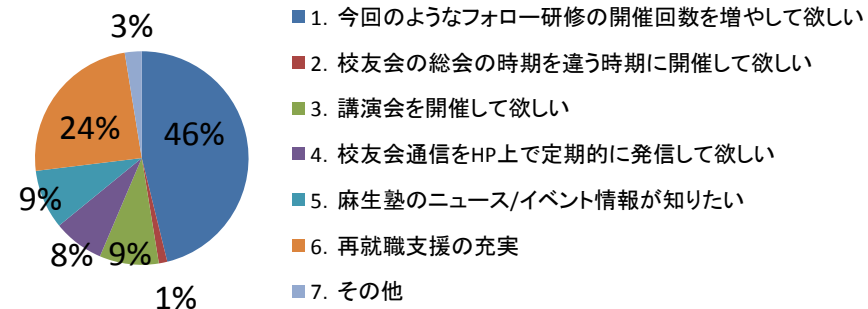 3%
46%
24%
9%
8%
9%
1%
1. 今回のようなフォロー研修の開催回数を増やして欲しい
2. 校友会の総会の時期を違う時期に開催して欲しい
3. 講演会を開催して欲しい
4. 校友会通信をHP上で定期的に発信して欲しい
5. 麻生塾のニュース/イベント情報が知りたい
6. 再就職支援の充実
7. その他